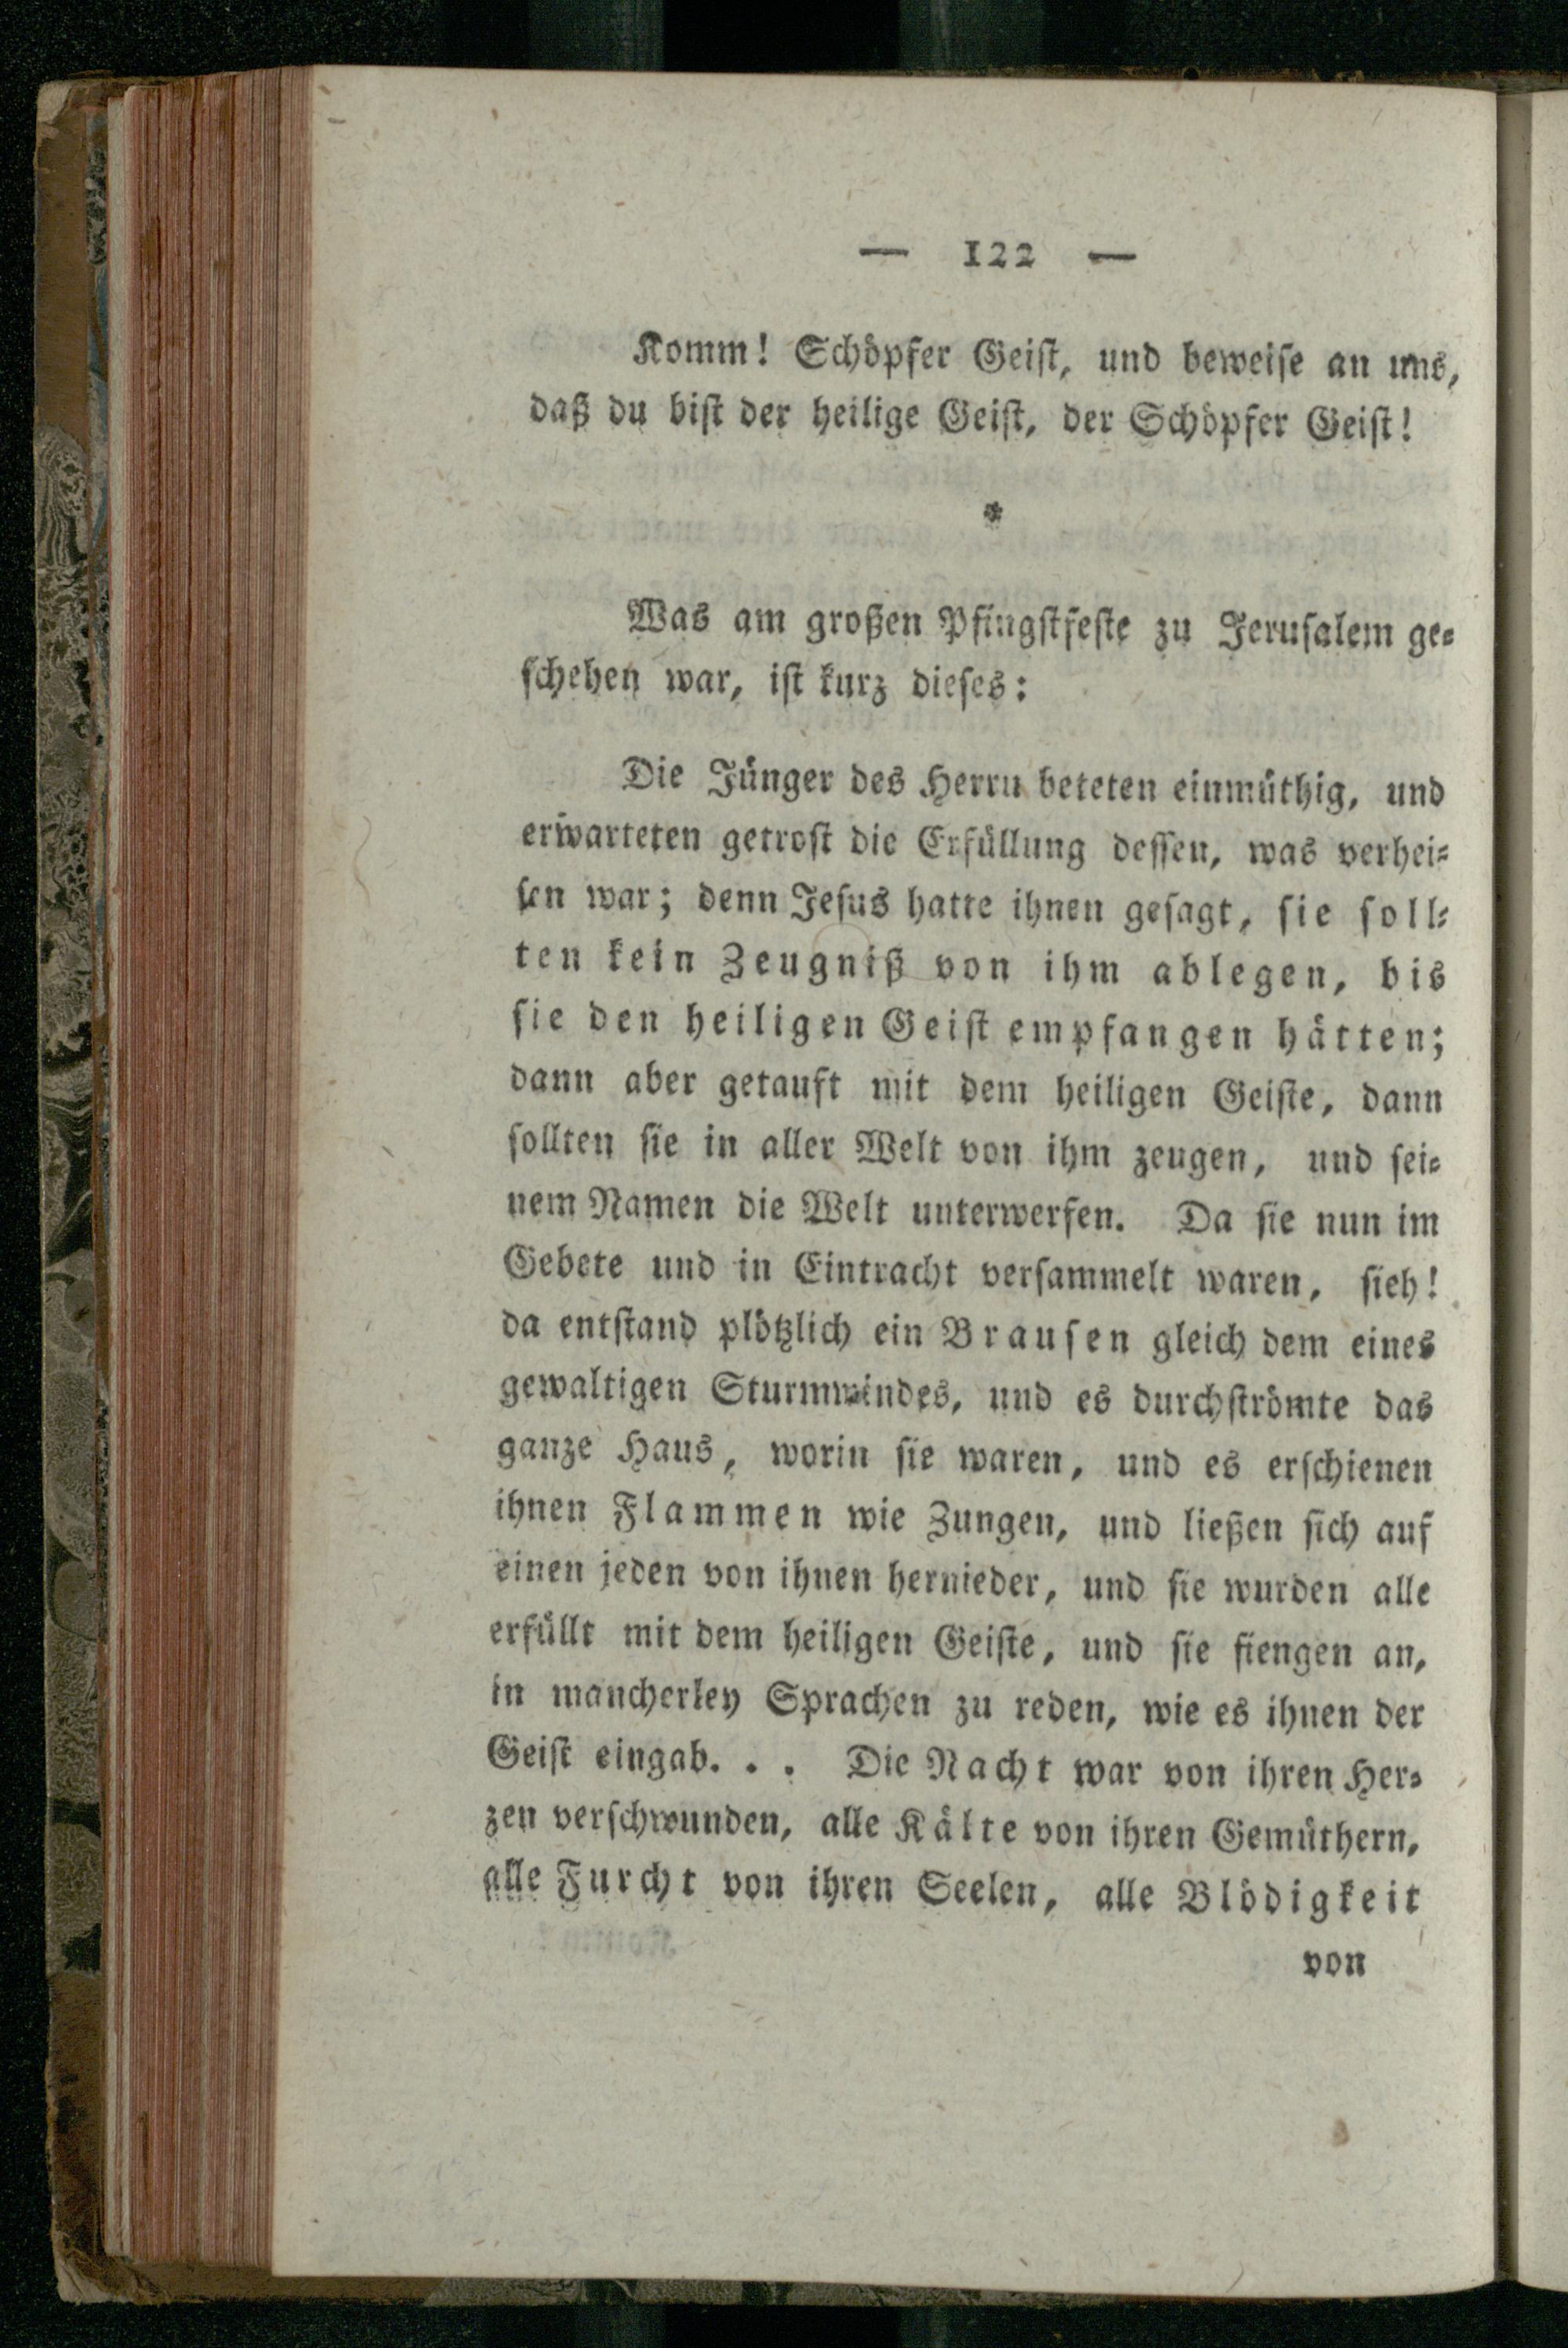 — 122 —
Komm! Schöpfer Geist, und beweise an uns,
daß du bist der heilige Geist, der Schöpfer Geist!
*
Was am großen Pfingstfeste zu Jerusalem ge-
schehen war, ist kurz dieses:
Die Jünger des Herrn beteten einmüthig, und
erwarteten getrost die Erfüllung dessen, was verhei-
sen war; denn Jesus hatte ihnen gesagt, sie soll-
ten kein Zeugniß von ihm ablegen, bis
sie den heiligen Geist empfangen hätten;
dann aber getauft mit dem heiligen Geiste, dann
sollten sie in aller Welt von ihm zeugen, und sei-
nem Namen die Welt unterwerfen. Da sie nun im
Gebete und in Eintracht versammelt waren, sieh!
da entstand plötzlich ein Brausen gleich dem eines
gewaltigen Sturmwindes, und es durchströmte das
ganze Haus, worin sie waren, und es erschienen
ihnen Flammen wie Zungen, und ließen sich auf
einen jeden von ihnen hernieder, und sie wurden alle
erfüllt mit dem heiligen Geiste, und sie fiengen an,
in mancherley Sprachen zu reden, wie es ihnen der
Geist eingab. . . Die Nacht war von ihren Her-
zen verschwunden, alle Kälte von ihren Gemüthern,
alle Furcht von ihren Seelen, alle Blödigkeit
von